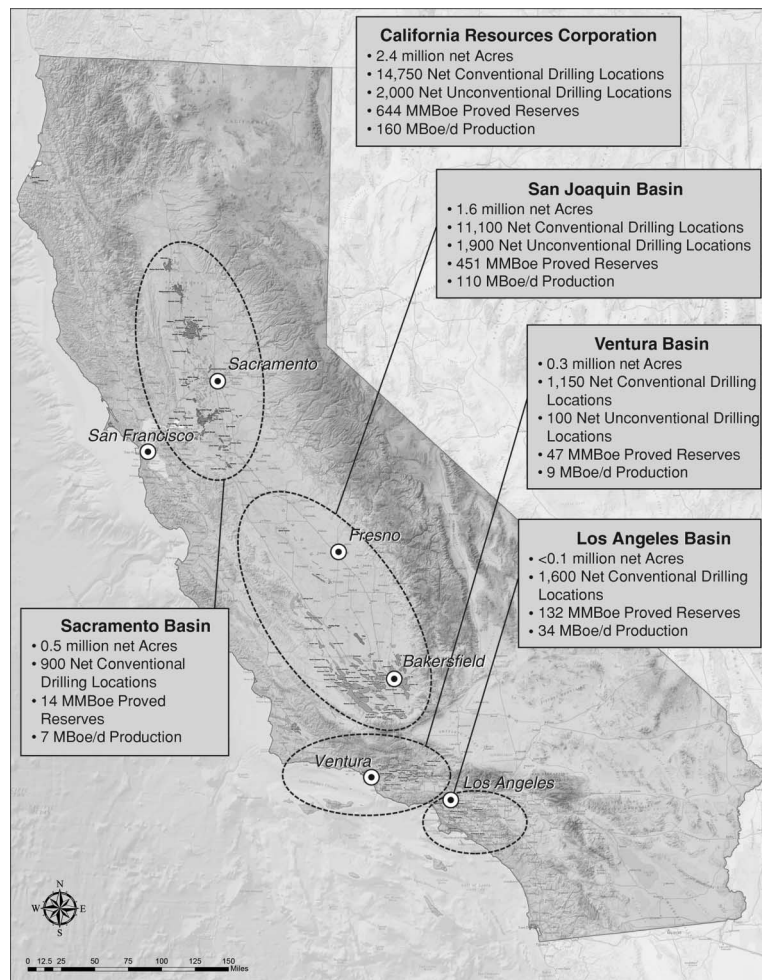 California Resources Corporation
• 2.4 million net Acres
• 14,750 Net Conventional Drilling Locations
• 2,000 Net Unconventional Drilling Locations
• 644 MMBoe Proved Reserves
• 160 MBoe/d Production
San Joaquin Basin
• 1.6 million net Acres
• 11,100 Net Conventional Drilling Locations
• 1,900 Net Unconventional Drilling Locations
• 451 MMBoe Proved Reserves
• 110 MBoe/d Production
Ventura Basin
• 0.3 million net Acres
• 1,150 Net Conventional Drilling
Locations
• 100 Net Unconventional Drilling
Locations
• 47 MMBoe Proved Reserves
• 9 MBoe/d Production
Sacramento
San Francisco
Fresno
Los Angeles Basin
• <0.1 million net Acres
• 1,600 Net Conventional Drilling
Locations
• 132 MMBoe Proved Reserves
• 34 MBoe/d Production
Sacramento Basin
• 0.5 million net Acres
• 900 Net Conventional
Drilling Locations
• 14 MMBoe Proved
Reserves
• 7 MBoe/d Production
Bakersfield
Ventura
Los Angeles
N
W E
S
0 12.5 25 50 75 100 150
Miles